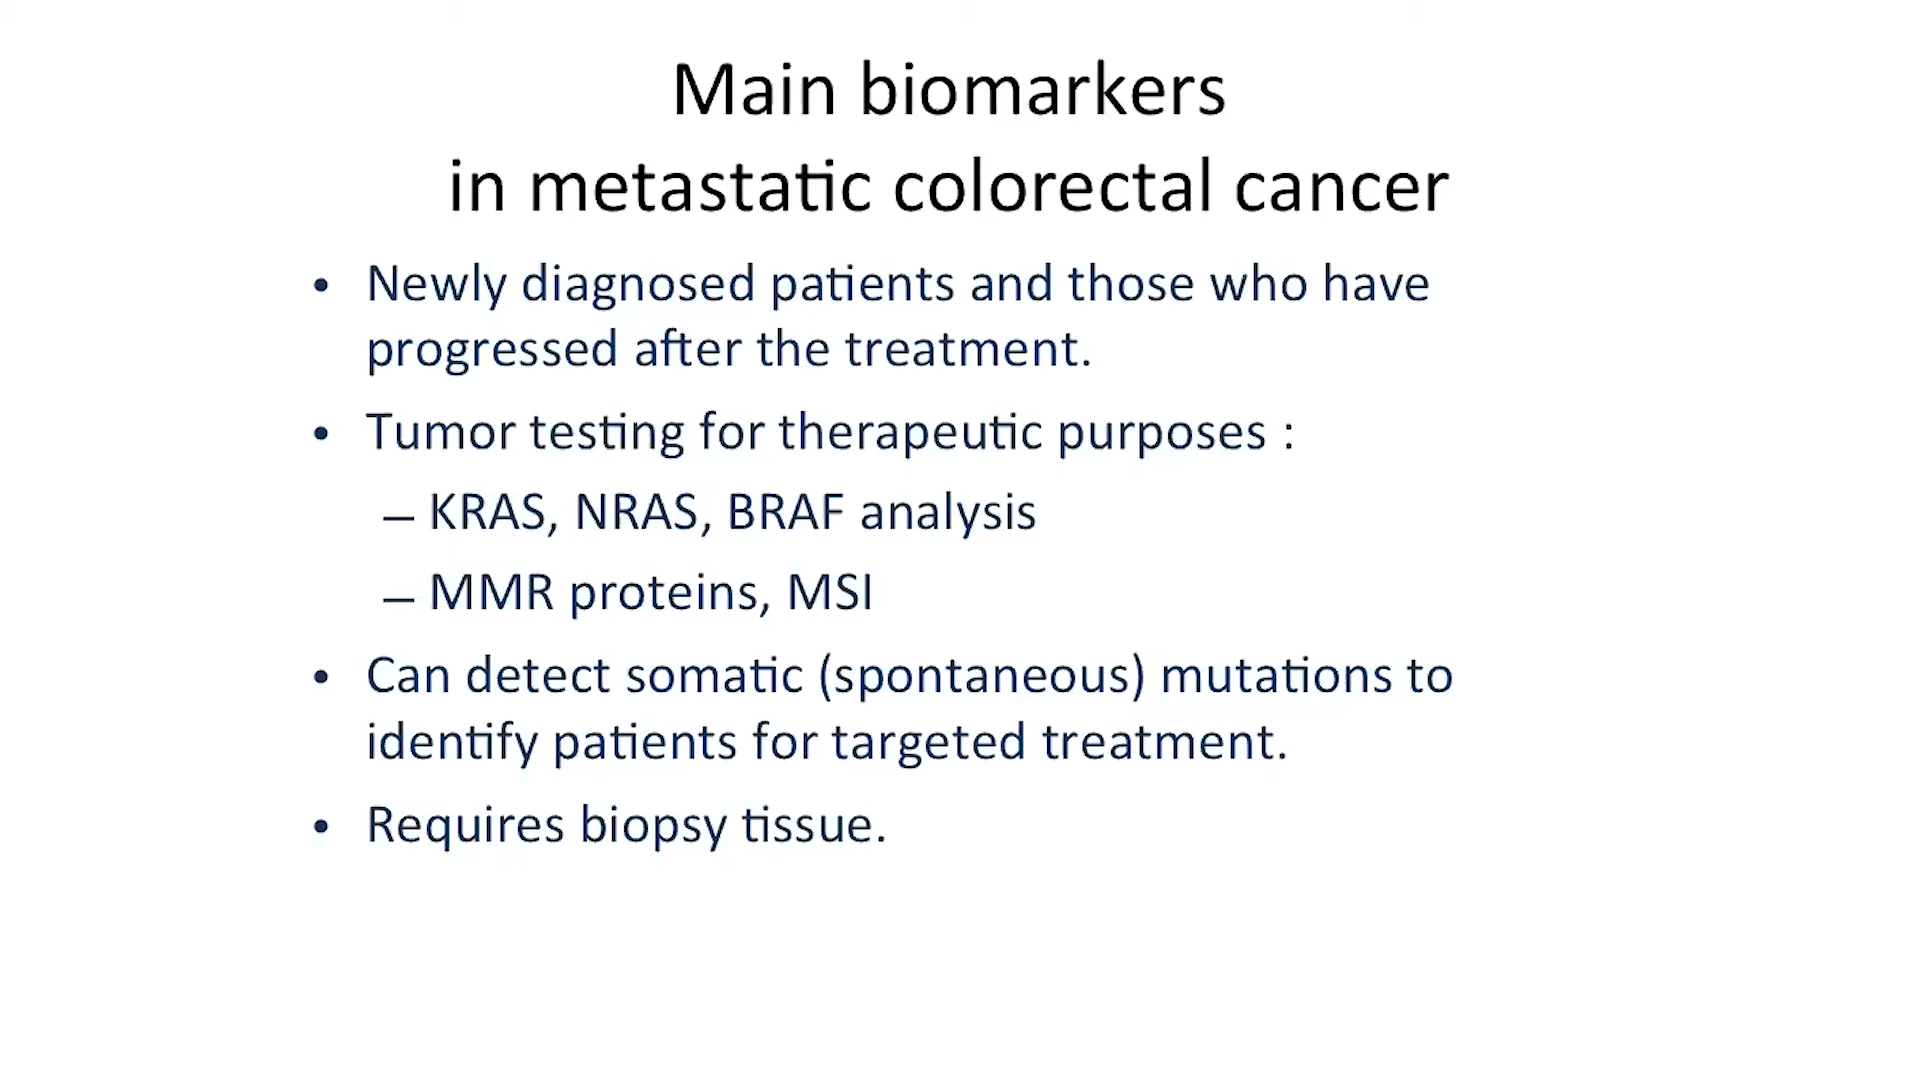 Main biomarkers
in metastatic colorectal cancer
• Newly diagnosed patients and those who have
progressed after the treatment.
• Tumor testing for therapeutic purposes :
– KRAS, NRAS, BRAF analysis
– MMR proteins, MSI
• Can detect somatic (spontaneous) mutations to
identify patients for targeted treatment.
• Requires biopsy tissue.